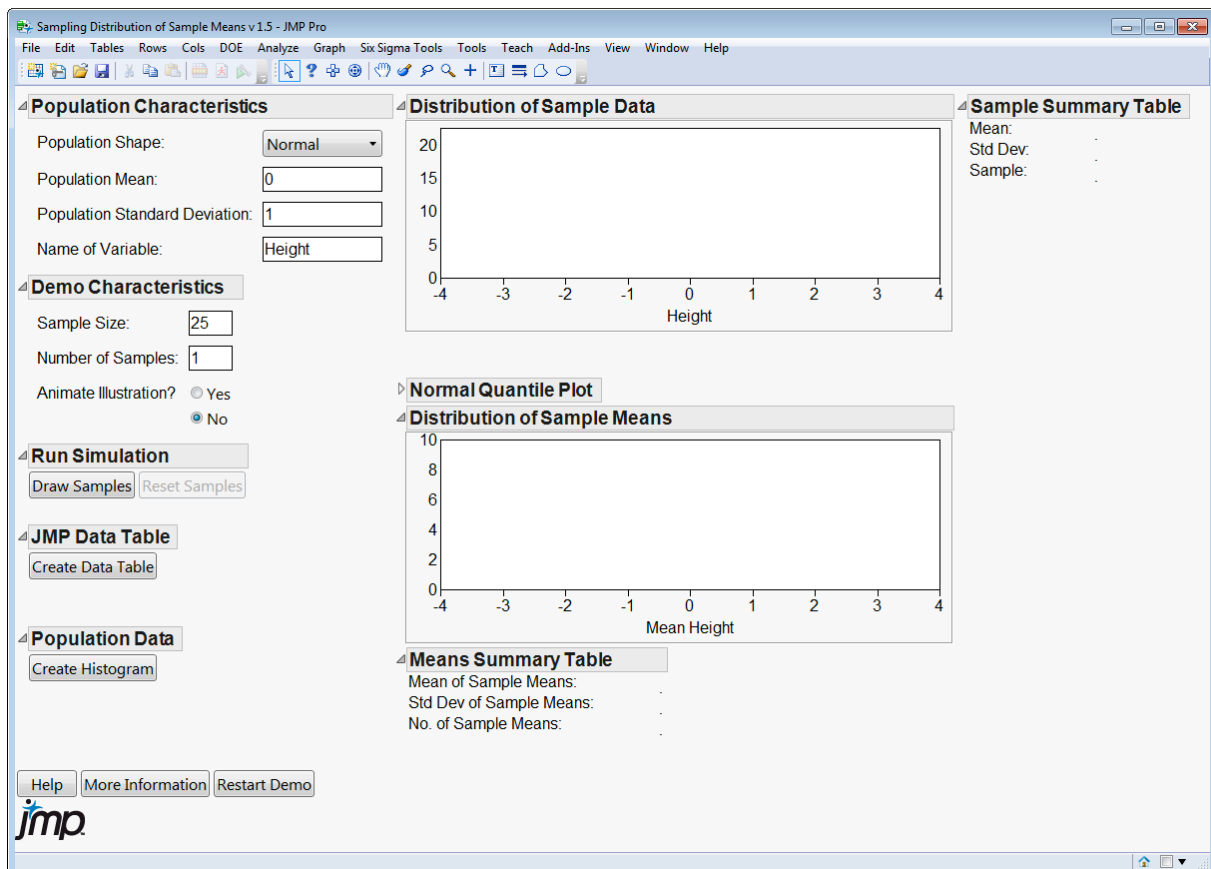 Sampling Distribution of Sample Means v 1.5 - JMP Pro
File Edit Tables Rows Cols DOE Analyze Graph Six Sigma Tools Tools Teach Add-Ins View Window Help
Population Characteristics
Population Shape: Normal
Population Mean: 0
Population Standard Deviation: 1
Name of Variable: Height
Demo Characteristics
Sample Size: 25
Number of Samples: 1
Animate Illustration? Yes
No
Run Simulation
Draw Samples Reset Samples
JMP Data Table
Create Data Table
Population Data
Create Histogram
Help More Information Restart Demo
jmp
Distribution of Sample Data
20
15
10
5
0
-4 -3 -2 -1 0 1 2 3 4
Height
Normal Quantile Plot
Distribution of Sample Means
10
8
6
4
2
0
-4 -3 -2 -1 0 1 2 3 4
Mean Height
Means Summary Table
Mean of Sample Means: .
Std Dev of Sample Means: .
No. of Sample Means: .
Sample Summary Table
Mean: .
Std Dev: .
Sample: .